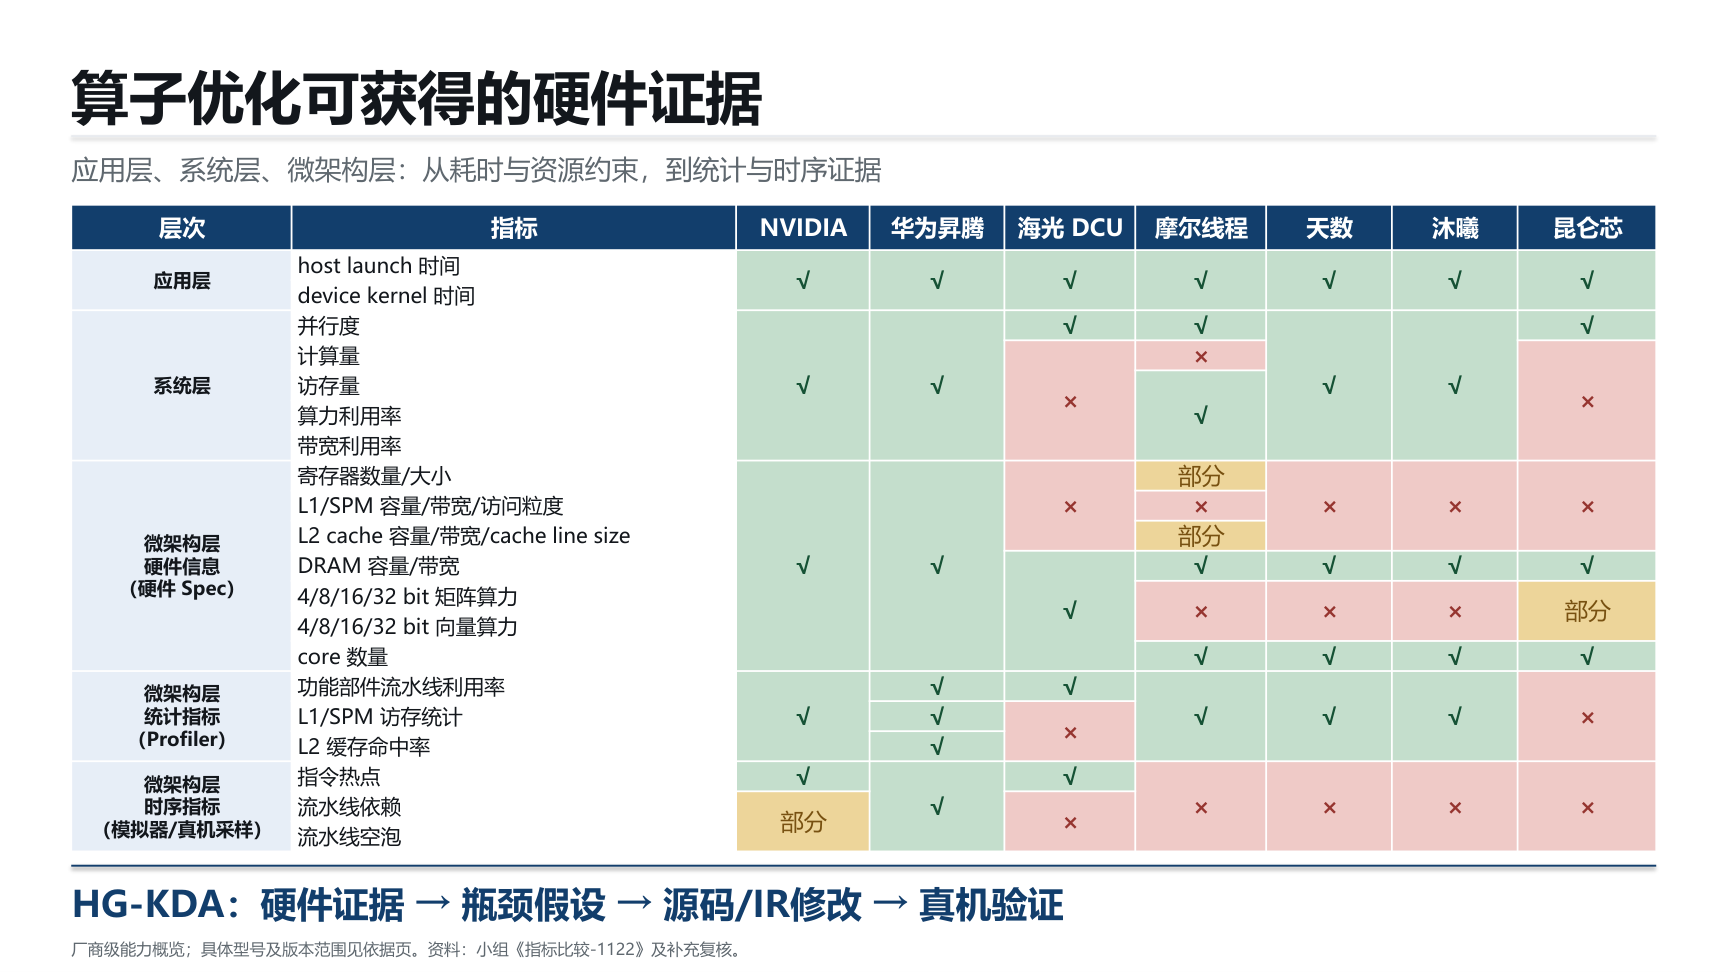 算子优化可获得的硬件证据
应用层、系统层、微架构层：从耗时与资源约束，到统计与时序证据
层次 指标 NVIDIA 华为昇腾 海光 DCU 摩尔线程 天数 沐曦 昆仑芯
应用层
host launch 时间
device kernel 时间
√ √ √ √ √ √ √
系统层
并行度
计算量
访存量
算力利用率
带宽利用率
√ √ √ √ √ √ √
×
× √ ×
微架构层
硬件信息
（硬件 Spec）
寄存器数量/大小
L1/SPM 容量/带宽/访问粒度
L2 cache 容量/带宽/cache line size
DRAM 容量/带宽
4/8/16/32 bit 矩阵算力
4/8/16/32 bit 向量算力
core 数量
√ √ × 部分 × × ×
×
部分
√ √ √ √ √
× × × 部分
√ √ √ √
微架构层
统计指标
（Profiler）
功能部件流水线利用率
L1/SPM 访存统计
L2 缓存命中率
√ √ √ √ √ √ ×
√ ×
√
微架构层
时序指标
（模拟器/真机采样）
指令热点
流水线依赖
流水线空泡
√ √ √ × × × ×
部分 ×
HG-KDA：硬件证据 → 瓶颈假设 → 源码/IR修改 → 真机验证
厂商级能力概览；具体型号及版本范围见依据页。资料：小组《指标比较-1122》及补充复核。